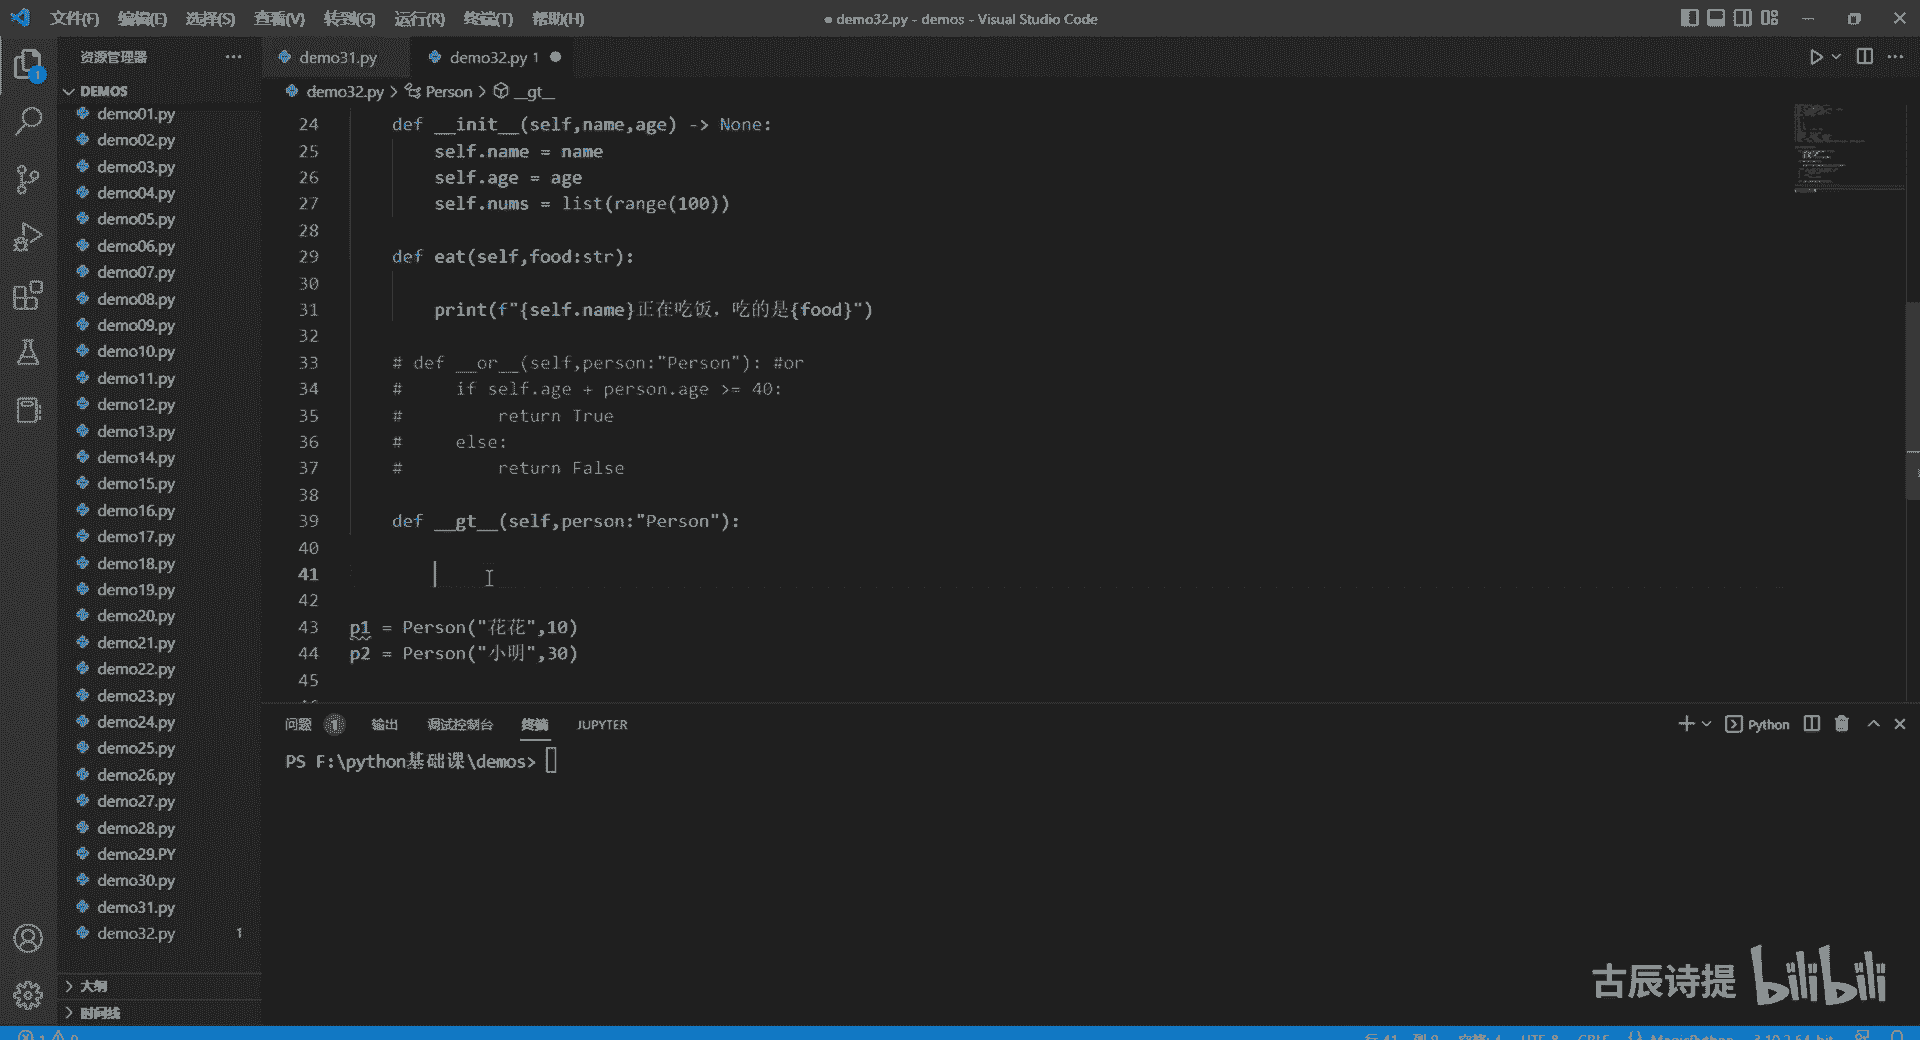 文件(F) 编辑(E) 选择(S) 查看(V) 转到(G) 运行(R) 终端(T) 帮助(H) ● demo32.py - demos - Visual Studio Code
资源管理器 ··· demo31.py demo32.py 1 ●
1
DEMOS demo32.py > Person > __gt__
demo01.py
demo02.py
demo03.py
demo04.py
demo05.py
demo06.py
demo07.py
demo08.py
demo09.py
demo10.py
demo11.py
demo12.py
demo13.py
demo14.py
demo15.py
demo16.py
demo17.py
demo18.py
demo19.py
demo20.py
demo21.py
demo22.py
demo23.py
demo24.py
demo25.py
demo26.py
demo27.py
demo28.py
demo29.PY
demo30.py
demo31.py
demo32.py 1
大纲
时间线
24 def __init__(self,name,age) -> None:
25 self.name = name
26 self.age = age
27 self.nums = list(range(100))
28
29 def eat(self,food:str):
30
31 print(f"{self.name}正在吃饭，吃的是{food}")
32
33 # def __or__(self,person:"Person"): #or
34 # if self.age + person.age >= 40:
35 # return True
36 # else:
37 # return False
38
39 def __gt__(self,person:"Person"):
40
41
42
43 p1 = Person("花花",10)
44 p2 = Person("小明",30)
45
问题 1 输出 调试控制台 终端 JUPYTER Python
PS F:\python基础课\demos>
古辰诗提 bilibili